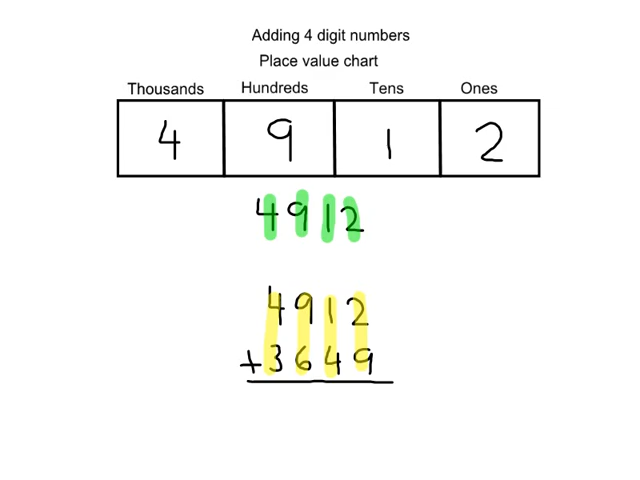 Adding 4 digit numbers
Place value chart
Thousands Hundreds Tens Ones
4 9 1 2
4912
4912
+3649